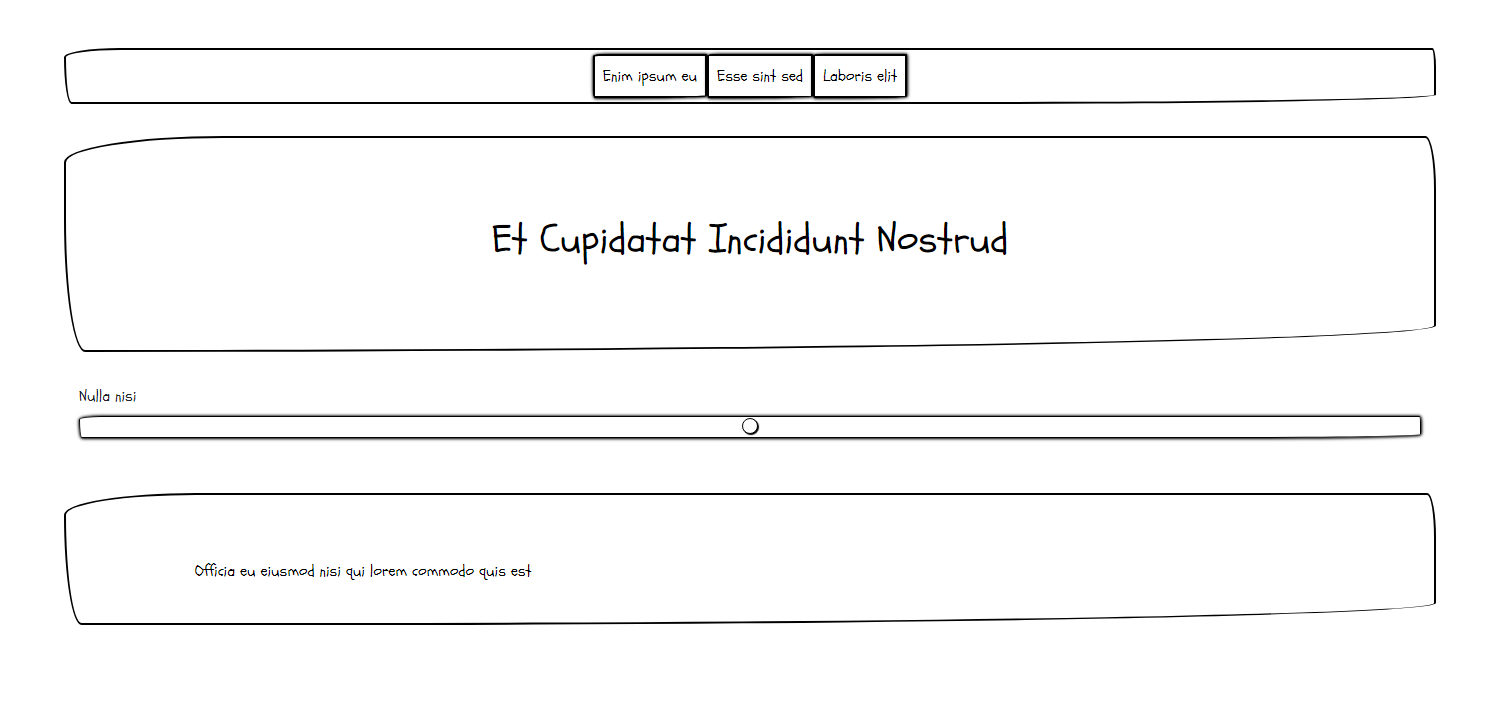 Enim ipsum eu Esse sint sed Laboris elit
Et Cupidatat Incididunt Nostrud
Nulla nisi
Officia eu eiusmod nisi qui lorem commodo quis est